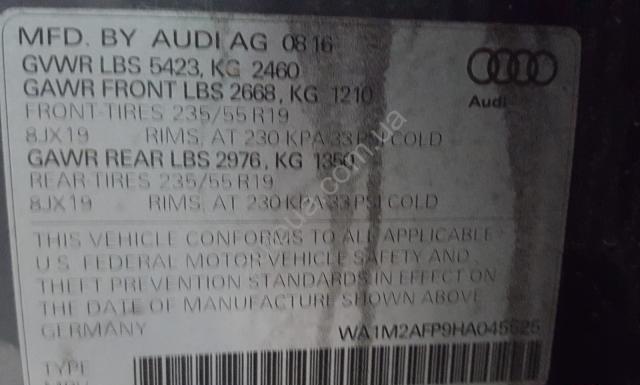 MFD. BY AUDI AG 08 16
GVWR LBS 5423, KG 2460
GAWR FRONT LBS 2668, KG 1210
FRONT-TIRES 235/55 R19
8JX19 RIMS, AT 230 KPA 33 PSI COLD
GAWR REAR LBS 2976, KG 1350
REAR-TIRES 235/55 R19
8JX19 RIMS, AT 230 KPA 33 PSI COLD
Audi
THIS VEHICLE CONFORMS TO ALL APPLICABLE
U.S. FEDERAL MOTOR VEHICLE SAFETY AND
THEFT PREVENTION STANDARDS IN EFFECT ON
THE DATE OF MANUFACTURE SHOWN ABOVE
GERMANY WA1M2AFP9HA045625
TYPE